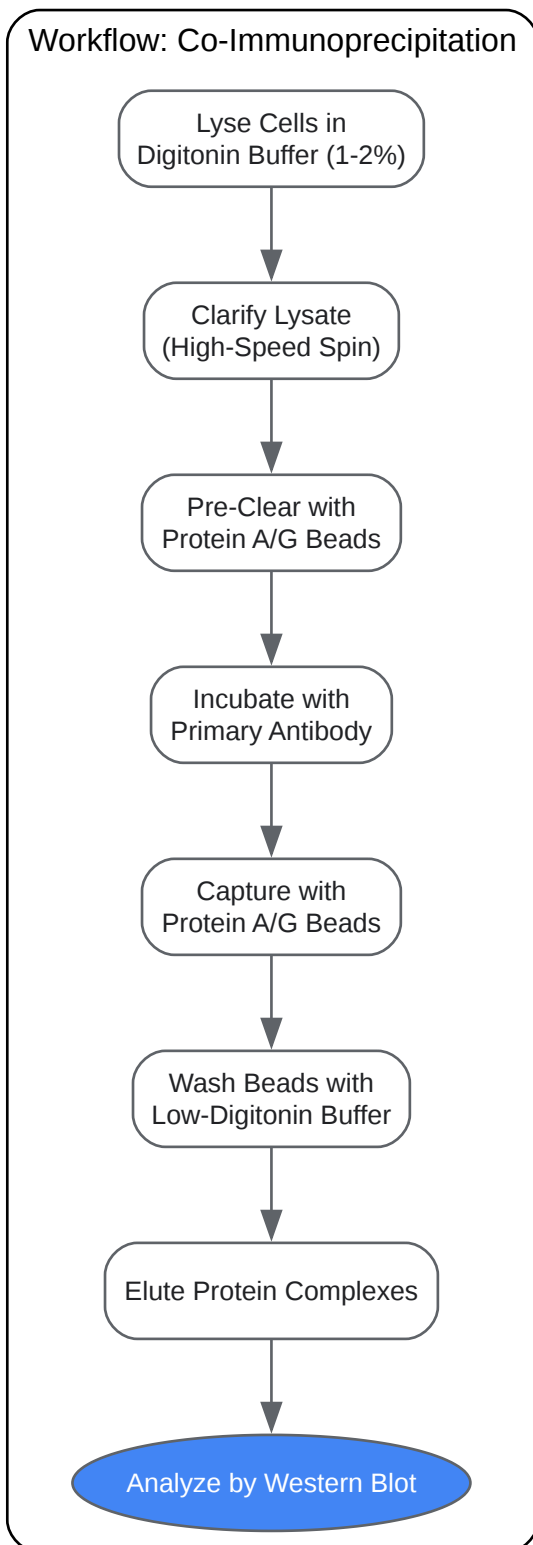 Workflow: Co-Immunoprecipitation
Lyse Cells in
Digitonin Buffer (1-2%)
Clarify Lysate
(High-Speed Spin)
Pre-Clear with
Protein A/G Beads
Incubate with
Primary Antibody
Capture with
Protein A/G Beads
Wash Beads with
Low-Digitonin Buffer
Elute Protein Complexes
Analyze by Western Blot